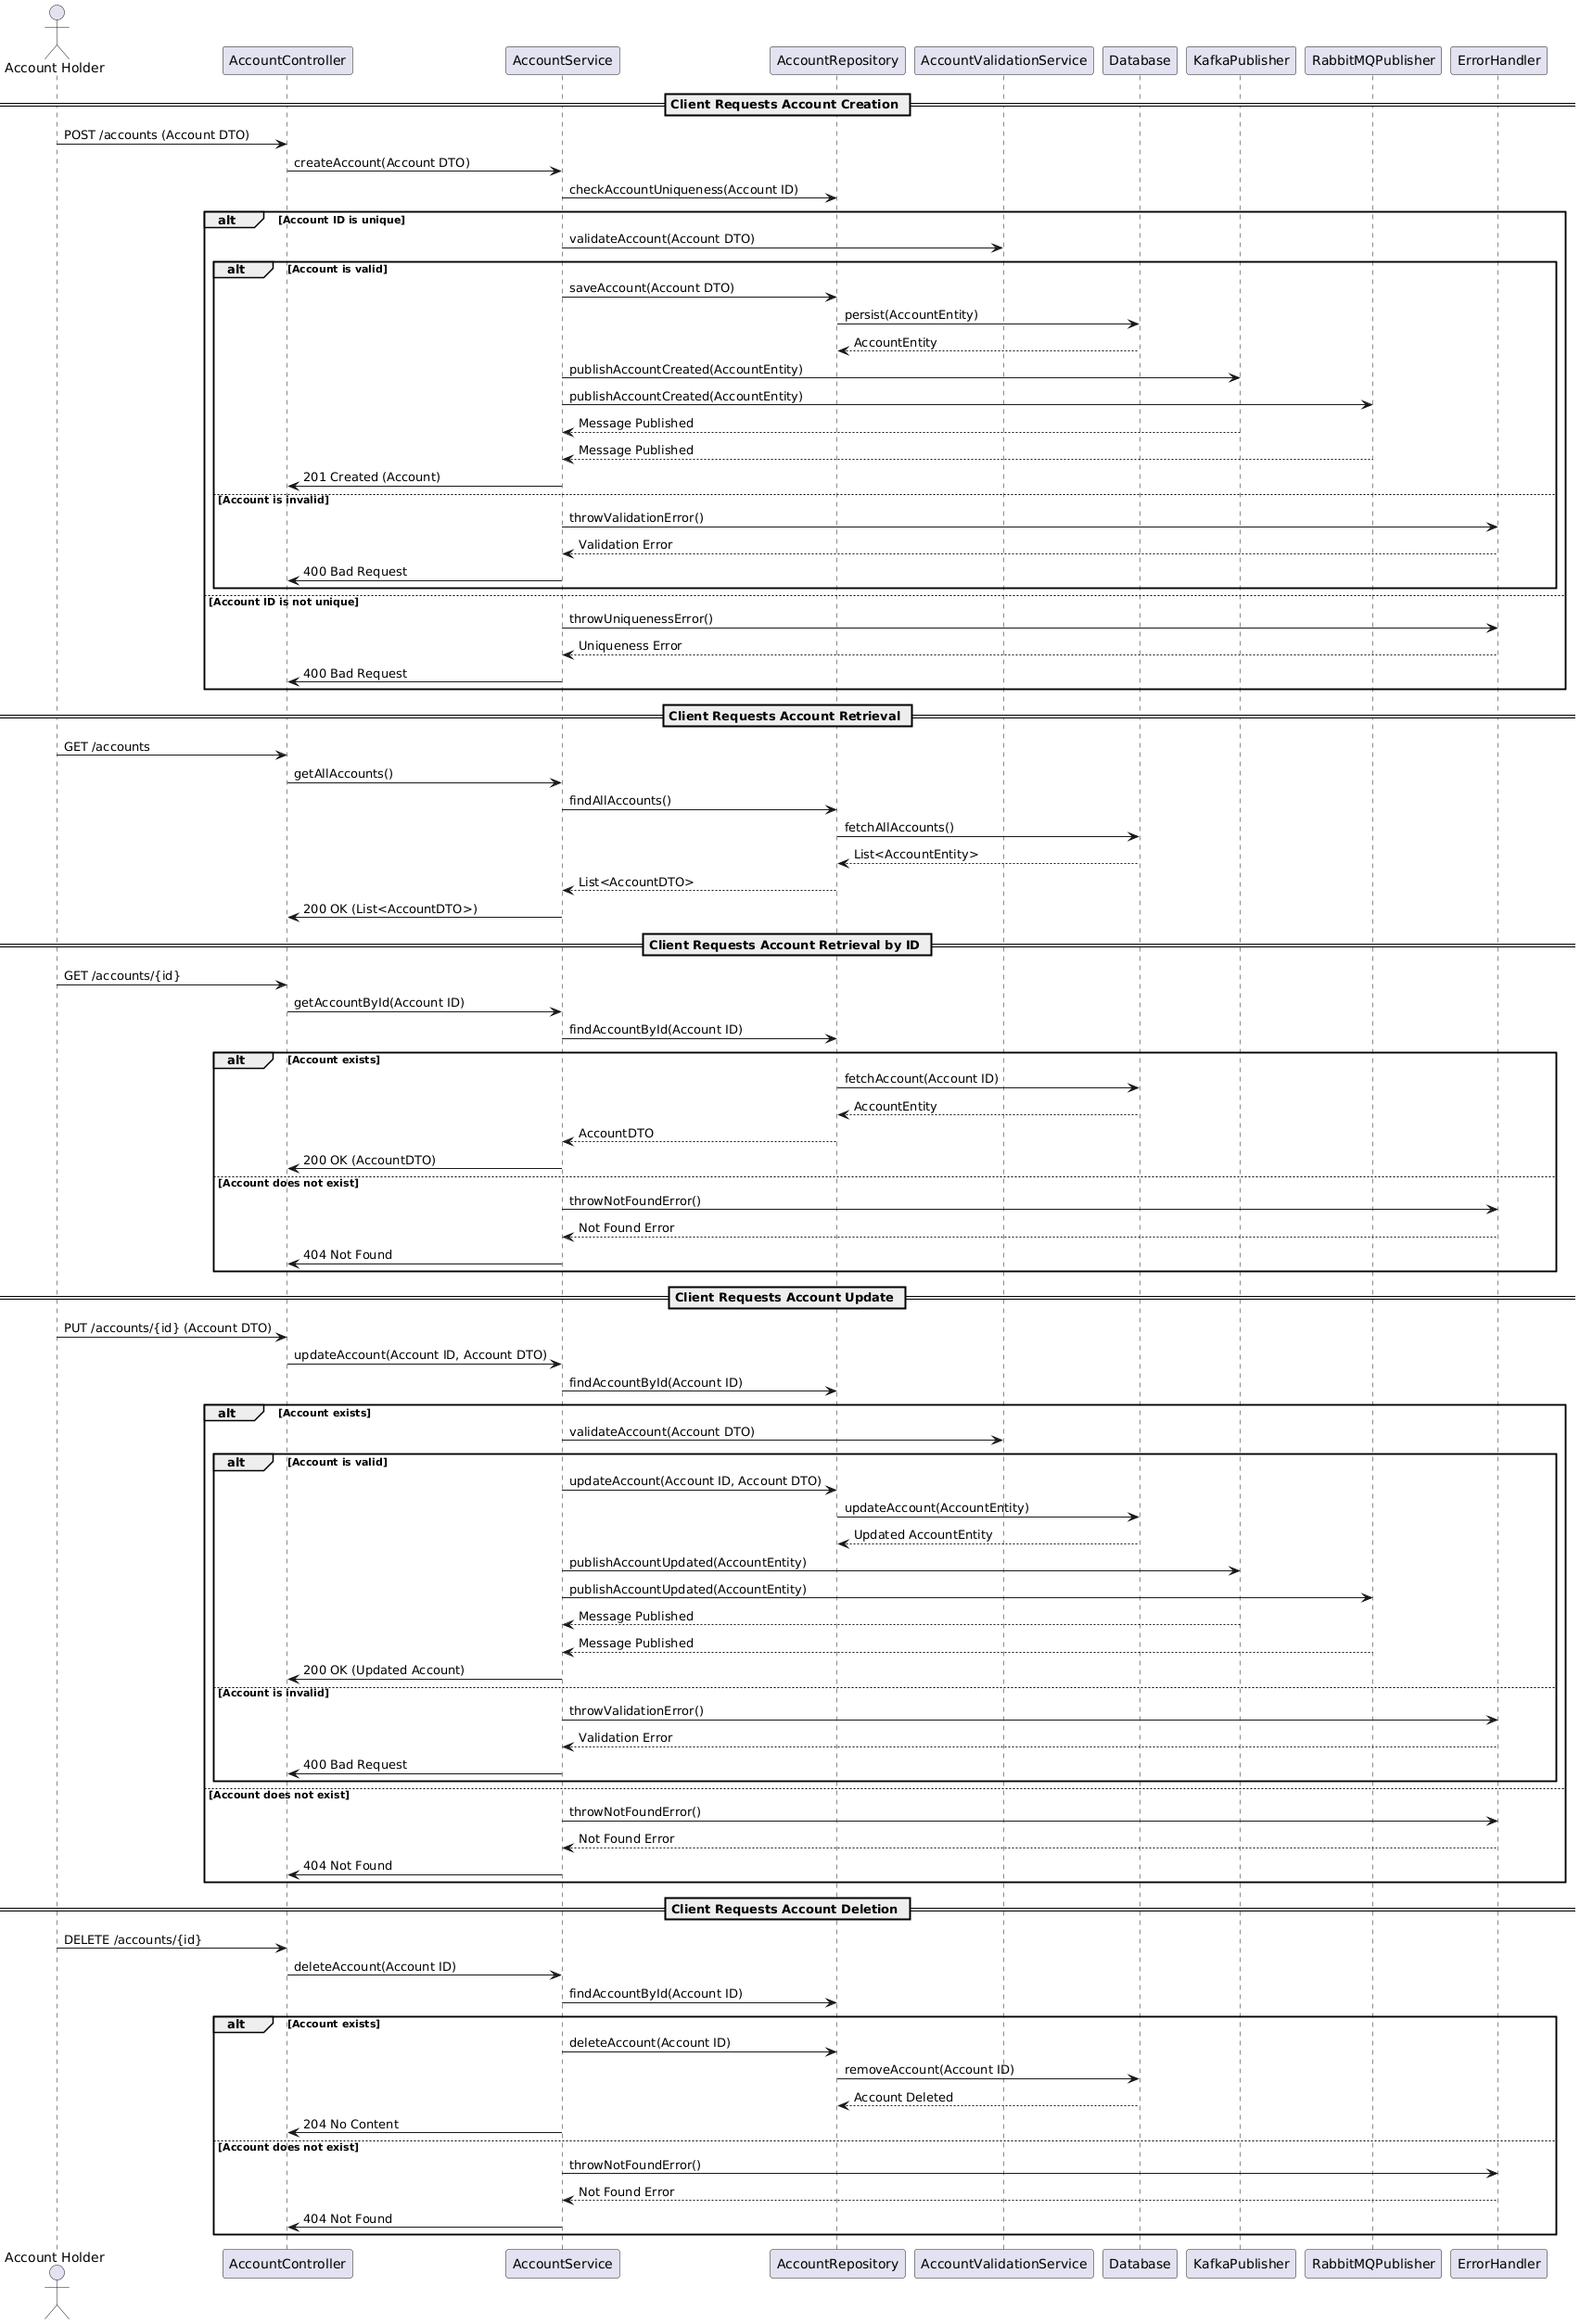 Account Holder
AccountController
AccountService
AccountRepository
AccountValidationService
Database
KafkaPublisher
RabbitMQPublisher
ErrorHandler
Client Requests Account Creation
POST /accounts (Account DTO)
createAccount(Account DTO)
checkAccountUniqueness(Account ID)
alt [Account ID is unique]
validateAccount(Account DTO)
alt [Account is valid]
saveAccount(Account DTO)
persist(AccountEntity)
AccountEntity
publishAccountCreated(AccountEntity)
publishAccountCreated(AccountEntity)
Message Published
Message Published
201 Created (Account)
[Account is invalid]
throwValidationError()
Validation Error
400 Bad Request
[Account ID is not unique]
throwUniquenessError()
Uniqueness Error
400 Bad Request
Client Requests Account Retrieval
GET /accounts
getAllAccounts()
findAllAccounts()
fetchAllAccounts()
List<AccountEntity>
List<AccountDTO>
200 OK (List<AccountDTO>)
Client Requests Account Retrieval by ID
GET /accounts/{id}
getAccountById(Account ID)
findAccountById(Account ID)
alt [Account exists]
fetchAccount(Account ID)
AccountEntity
AccountDTO
200 OK (AccountDTO)
[Account does not exist]
throwNotFoundError()
Not Found Error
404 Not Found
Client Requests Account Update
PUT /accounts/{id} (Account DTO)
updateAccount(Account ID, Account DTO)
findAccountById(Account ID)
alt [Account exists]
validateAccount(Account DTO)
alt [Account is valid]
updateAccount(Account ID, Account DTO)
updateAccount(AccountEntity)
Updated AccountEntity
publishAccountUpdated(AccountEntity)
publishAccountUpdated(AccountEntity)
Message Published
Message Published
200 OK (Updated Account)
[Account is invalid]
throwValidationError()
Validation Error
400 Bad Request
[Account does not exist]
throwNotFoundError()
Not Found Error
404 Not Found
Client Requests Account Deletion
DELETE /accounts/{id}
deleteAccount(Account ID)
findAccountById(Account ID)
alt [Account exists]
deleteAccount(Account ID)
removeAccount(Account ID)
Account Deleted
204 No Content
[Account does not exist]
throwNotFoundError()
Not Found Error
404 Not Found
Account Holder
AccountController
AccountService
AccountRepository
AccountValidationService
Database
KafkaPublisher
RabbitMQPublisher
ErrorHandler